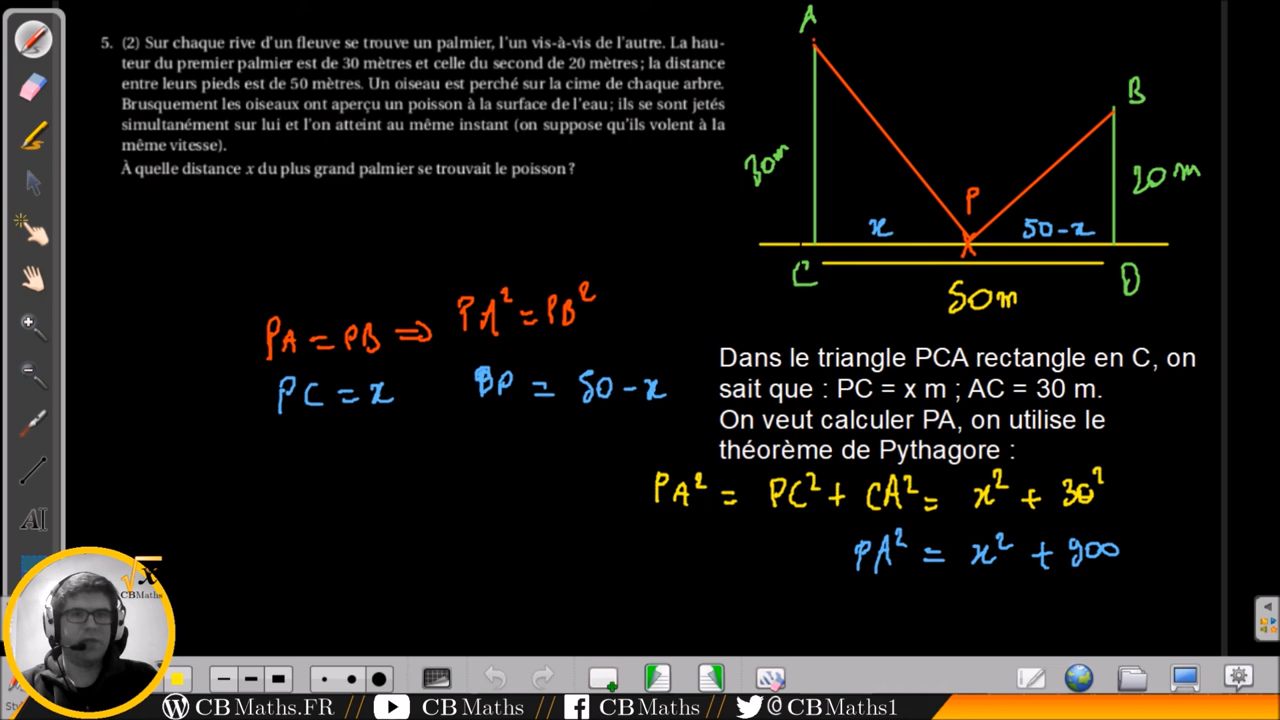 5. (2) Sur chaque rive d'un fleuve se trouve un palmier, l'un vis-à-vis de l'autre. La hau-
teur du premier palmier est de 30 mètres et celle du second de 20 mètres ; la distance
entre leurs pieds est de 50 mètres. Un oiseau est perché sur la cime de chaque arbre.
Brusquement les oiseaux ont aperçu un poisson à la surface de l'eau ; ils se sont jetés
simultanément sur lui et l'on atteint au même instant (on suppose qu'ils volent à la
même vitesse).
À quelle distance x du plus grand palmier se trouvait le poisson ?
A
B
30m
20m
P
x
50-x
C
D
50m
PA = PB ⇒ PA² = PB²
PC = x BD = 50 - x
Dans le triangle PCA rectangle en C, on
sait que : PC = x m ; AC = 30 m.
On veut calculer PA, on utilise le
théorème de Pythagore :
PA² = PC² + CA² = x² + 30²
PA² = x² + 900
√x
CBMaths
CBMaths.FR CBMaths CBMaths @CBMaths1